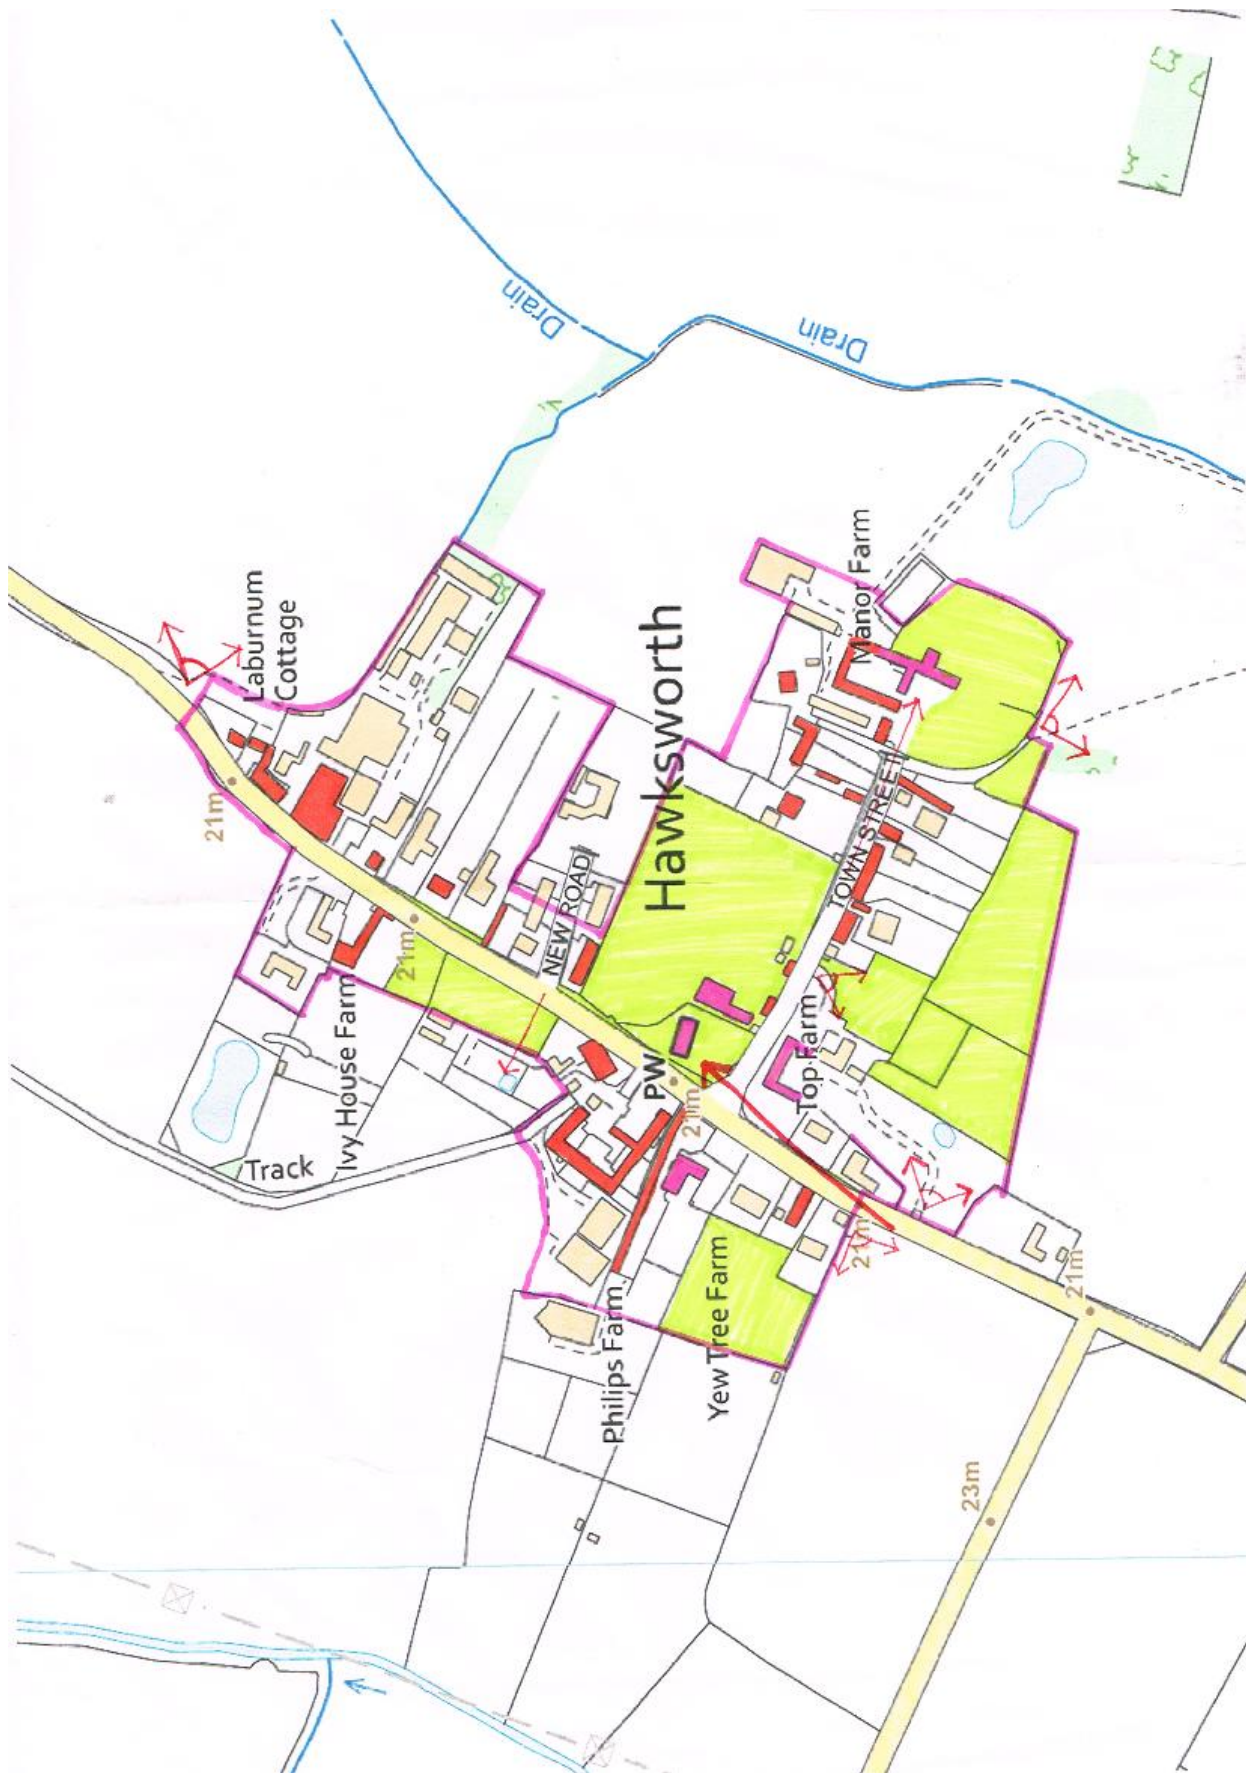 Drain
Drain
Laburnum
Cottage
21m
Hawksworth
Manor Farm
TOWN STREET
NEW ROAD
21m
Ivy House Farm
Track
PW
21m
Top Farm
21m
Yew Tree Farm
Philips Farm
21m
23m